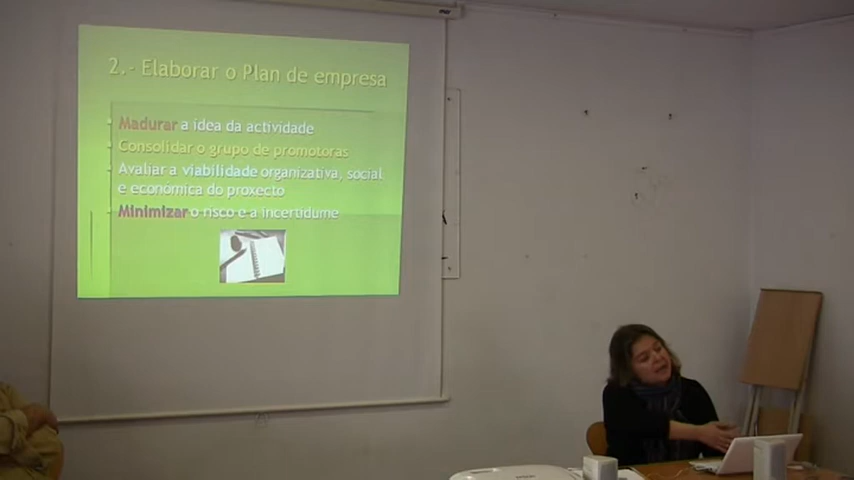 2.- Elaborar o Plan de empresa
Madurar a idea da actividade
Consolidar o grupo de promotoras
Avaliar a viabilidade organizativa, social
e económica do proxecto
Minimizar o risco e a incertidume